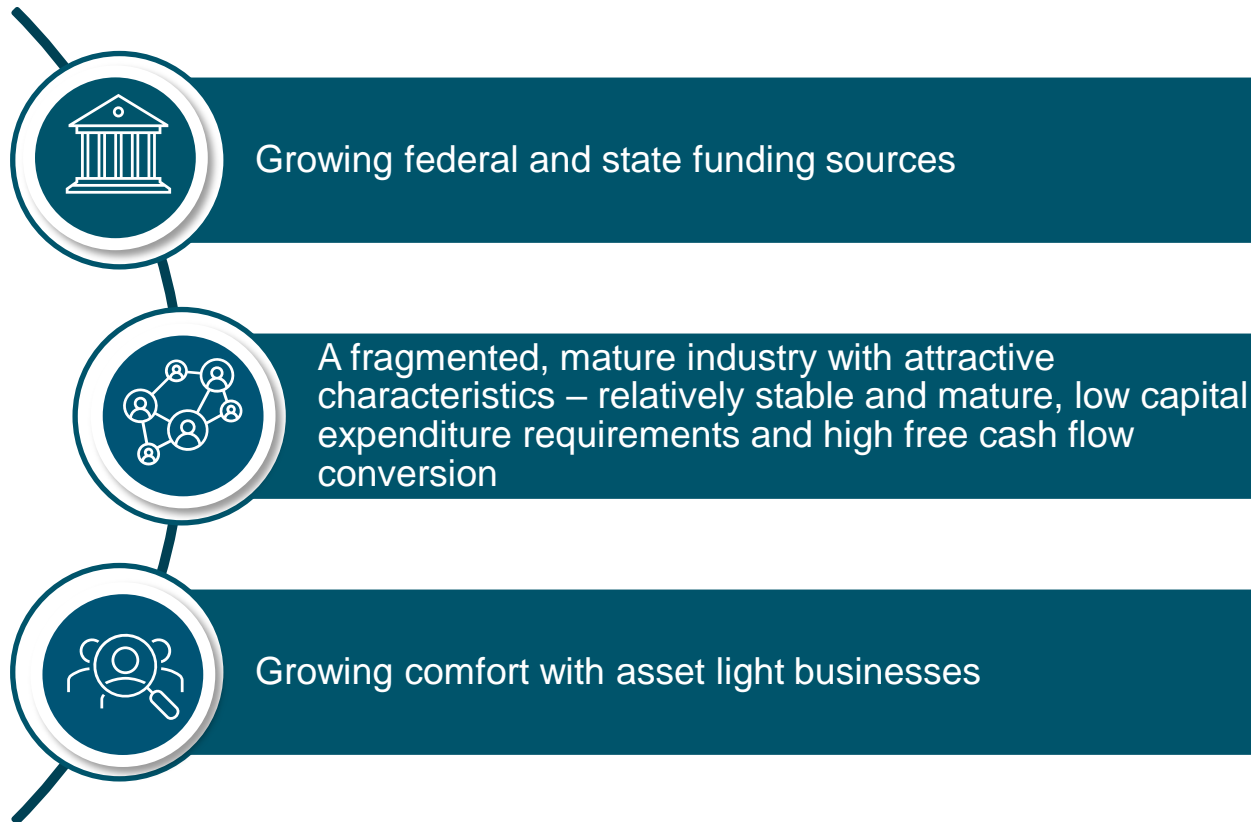 Growing federal and state funding sources
A fragmented, mature industry with attractive
characteristics – relatively stable and mature, low capital
expenditure requirements and high free cash flow
conversion
Growing comfort with asset light businesses